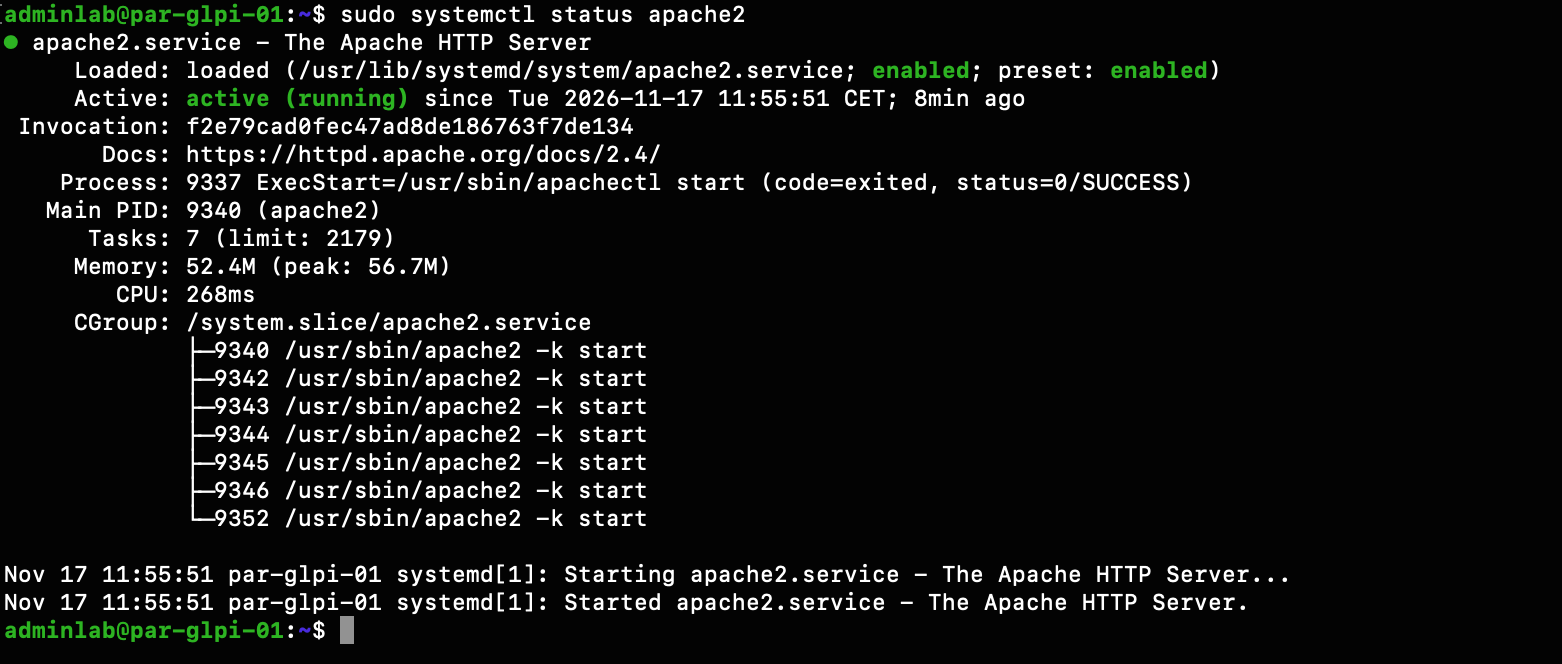 [adminlab@par-glpi-01:~$ sudo systemctl status apache2
● apache2.service – The Apache HTTP Server
     Loaded: loaded (/usr/lib/systemd/system/apache2.service; enabled; preset: enabled)
     Active: active (running) since Tue 2026-11-17 11:55:51 CET; 8min ago
 Invocation: f2e79cad0fec47ad8de186763f7de134
       Docs: https://httpd.apache.org/docs/2.4/
    Process: 9337 ExecStart=/usr/sbin/apachectl start (code=exited, status=0/SUCCESS)
   Main PID: 9340 (apache2)
      Tasks: 7 (limit: 2179)
     Memory: 52.4M (peak: 56.7M)
        CPU: 268ms
     CGroup: /system.slice/apache2.service
             ├─9340 /usr/sbin/apache2 -k start
             ├─9342 /usr/sbin/apache2 -k start
             ├─9343 /usr/sbin/apache2 -k start
             ├─9344 /usr/sbin/apache2 -k start
             ├─9345 /usr/sbin/apache2 -k start
             ├─9346 /usr/sbin/apache2 -k start
             └─9352 /usr/sbin/apache2 -k start

Nov 17 11:55:51 par-glpi-01 systemd[1]: Starting apache2.service – The Apache HTTP Server...
Nov 17 11:55:51 par-glpi-01 systemd[1]: Started apache2.service – The Apache HTTP Server.
adminlab@par-glpi-01:~$